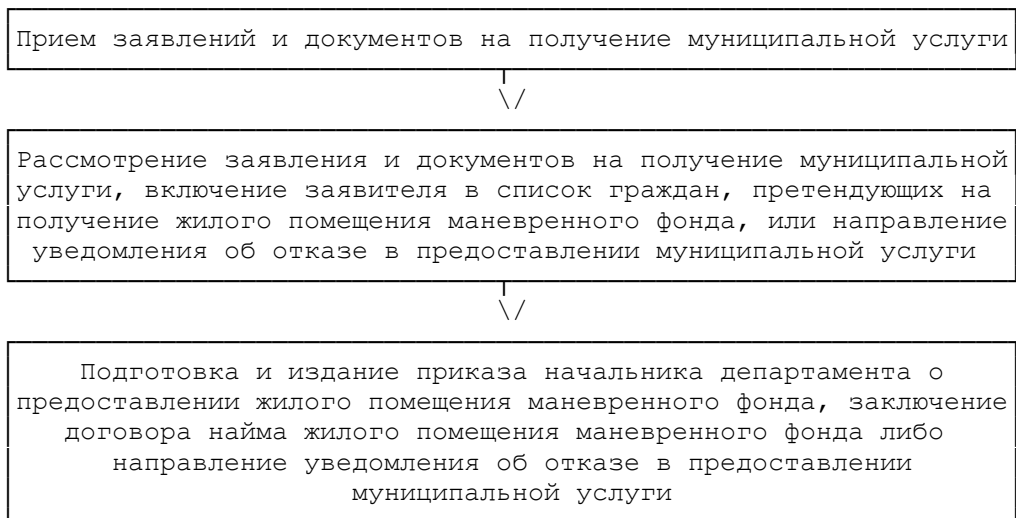 Прием заявлений и документов на получение муниципальной услуги
\/
Рассмотрение заявления и документов на получение муниципальной
услуги, включение заявителя в список граждан, претендующих на
получение жилого помещения маневренного фонда, или направление
уведомления об отказе в предоставлении муниципальной услуги
\/
Подготовка и издание приказа начальника департамента о
предоставлении жилого помещения маневренного фонда, заключение
договора найма жилого помещения маневренного фонда либо
направление уведомления об отказе в предоставлении
муниципальной услуги